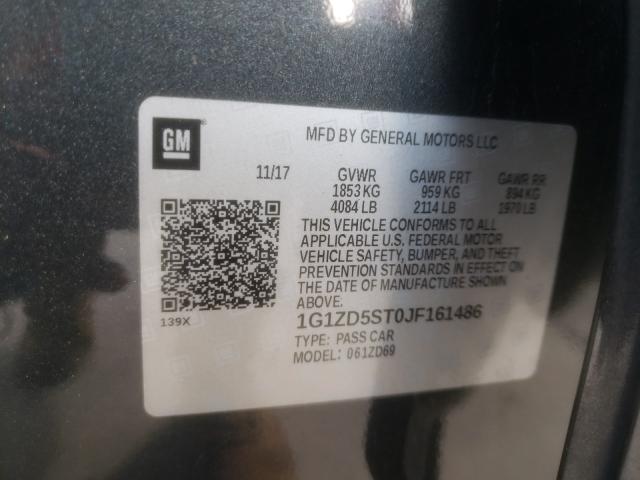 GM
MFD BY GENERAL MOTORS LLC
11/17 GVWR GAWR FRT GAWR RR
1853 KG 959 KG 894 KG
4084 LB 2114 LB 1970 LB
THIS VEHICLE CONFORMS TO ALL
APPLICABLE U.S. FEDERAL MOTOR
VEHICLE SAFETY, BUMPER, AND THEFT
PREVENTION STANDARDS IN EFFECT ON
THE DATE OF MANUFACTURE SHOWN
ABOVE.
139X
1G1ZD5ST0JF161486
TYPE: PASS CAR
MODEL: 061ZD69